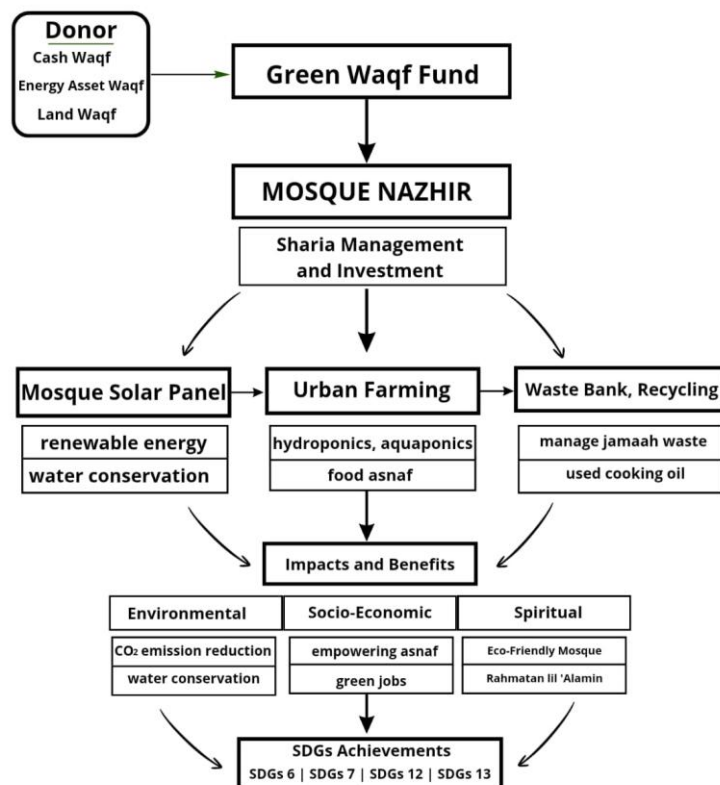 Donor
Cash Waqf
Energy Asset Waqf
Land Waqf
Green Waqf Fund
MOSQUE NAZHIR
Sharia Management
and Investment
Mosque Solar Panel
Urban Farming
Waste Bank, Recycling
renewable energy
water conservation
hydroponics, aquaponics
food asnaf
manage jamaah waste
used cooking oil
Impacts and Benefits
Environmental
Socio-Economic
Spiritual
CO₂ emission reduction
water conservation
empowering asnaf
green jobs
Eco-Friendly Mosque
Rahmatan lil 'Alamin
SDGs Achievements
SDGs 6 | SDGs 7 | SDGs 12 | SDGs 13